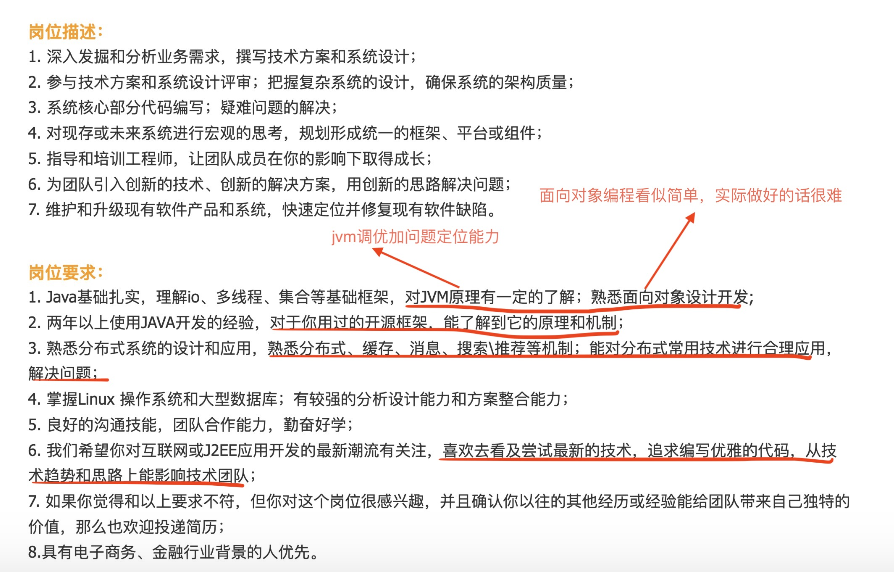 岗位描述：
1. 深入发掘和分析业务需求，撰写技术方案和系统设计；
2. 参与技术方案和系统设计评审；把握复杂系统的设计，确保系统的架构质量；
3. 系统核心部分代码编写；疑难问题的解决；
4. 对现存或未来系统进行宏观的思考，规划形成统一的框架、平台或组件；
5. 指导和培训工程师，让团队成员在你的影响下取得成长；
6. 为团队引入创新的技术、创新的解决方案，用创新的思路解决问题；
面向对象编程看似简单，实际做好的话很难
7. 维护和升级现有软件产品和系统，快速定位并修复现有软件缺陷。
jvm调优加问题定位能力
岗位要求：
1. Java基础扎实，理解io、多线程、集合等基础框架，对JVM原理有一定的了解；熟悉面向对象设计开发；
2. 两年以上使用JAVA开发的经验，对于你用过的开源框架，能了解到它的原理和机制；
3. 熟悉分布式系统的设计和应用，熟悉分布式、缓存、消息、搜索\推荐等机制；能对分布式常用技术进行合理应用，
解决问题；
4. 掌握Linux 操作系统和大型数据库；有较强的分析设计能力和方案整合能力；
5. 良好的沟通技能，团队合作能力，勤奋好学；
6. 我们希望你对互联网或J2EE应用开发的最新潮流有关注，喜欢去看及尝试最新的技术，追求编写优雅的代码，从技
术趋势和思路上能影响技术团队；
7. 如果你觉得和以上要求不符，但你对这个岗位很感兴趣，并且确认你以往的其他经历或经验能给团队带来自己独特的
价值，那么也欢迎投递简历；
8.具有电子商务、金融行业背景的人优先。